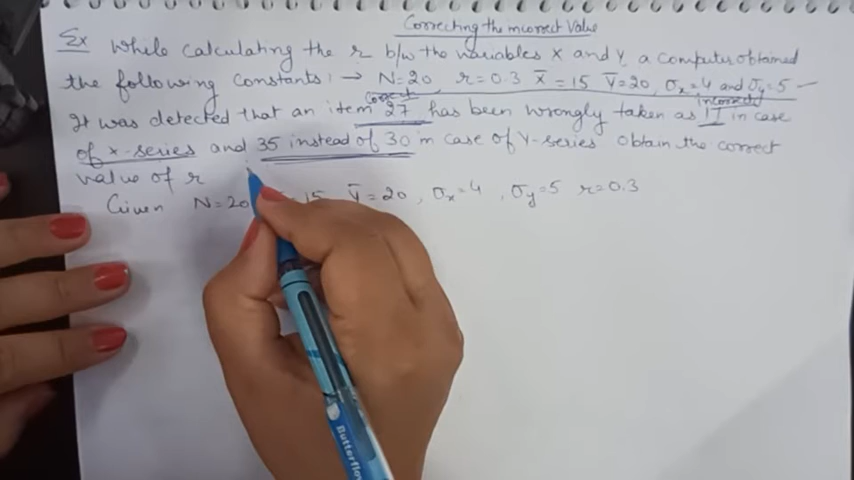 Correcting the incorrect Value
Ex While calculating the r b/w the variables X and Y, a computer obtained
the following constants: → N=20 r=0.3 X̅=15 Y̅=20, σx=4 and σy=5 –
correct incorrectly
It was detected that an item 27 has been wrongly taken as 17 in case
of x-series and 35 instead of 30 in case of Y-series obtain the correct
value of r
Given N=20 15 Y̅=20, σx=4, σy=5 r=0.3
Butterflo